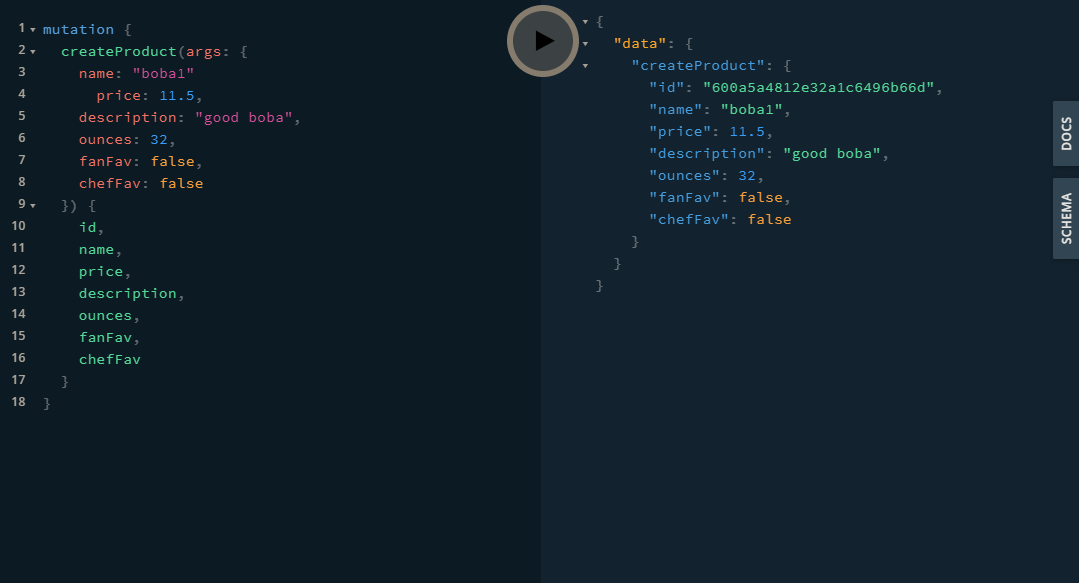 1 mutation {
2 createProduct(args: {
3 name: "boba1"
4 price: 11.5,
5 description: "good boba",
6 ounces: 32,
7 fanFav: false,
8 chefFav: false
9 }) {
10 id,
11 name,
12 price,
13 description,
14 ounces,
15 fanFav,
16 chefFav
17 }
18 }
{
"data": {
"createProduct": {
"id": "600a5a4812e32a1c6496b66d",
"name": "boba1",
"price": 11.5,
"description": "good boba",
"ounces": 32,
"fanFav": false,
"chefFav": false
}
}
}
DOCS
SCHEMA